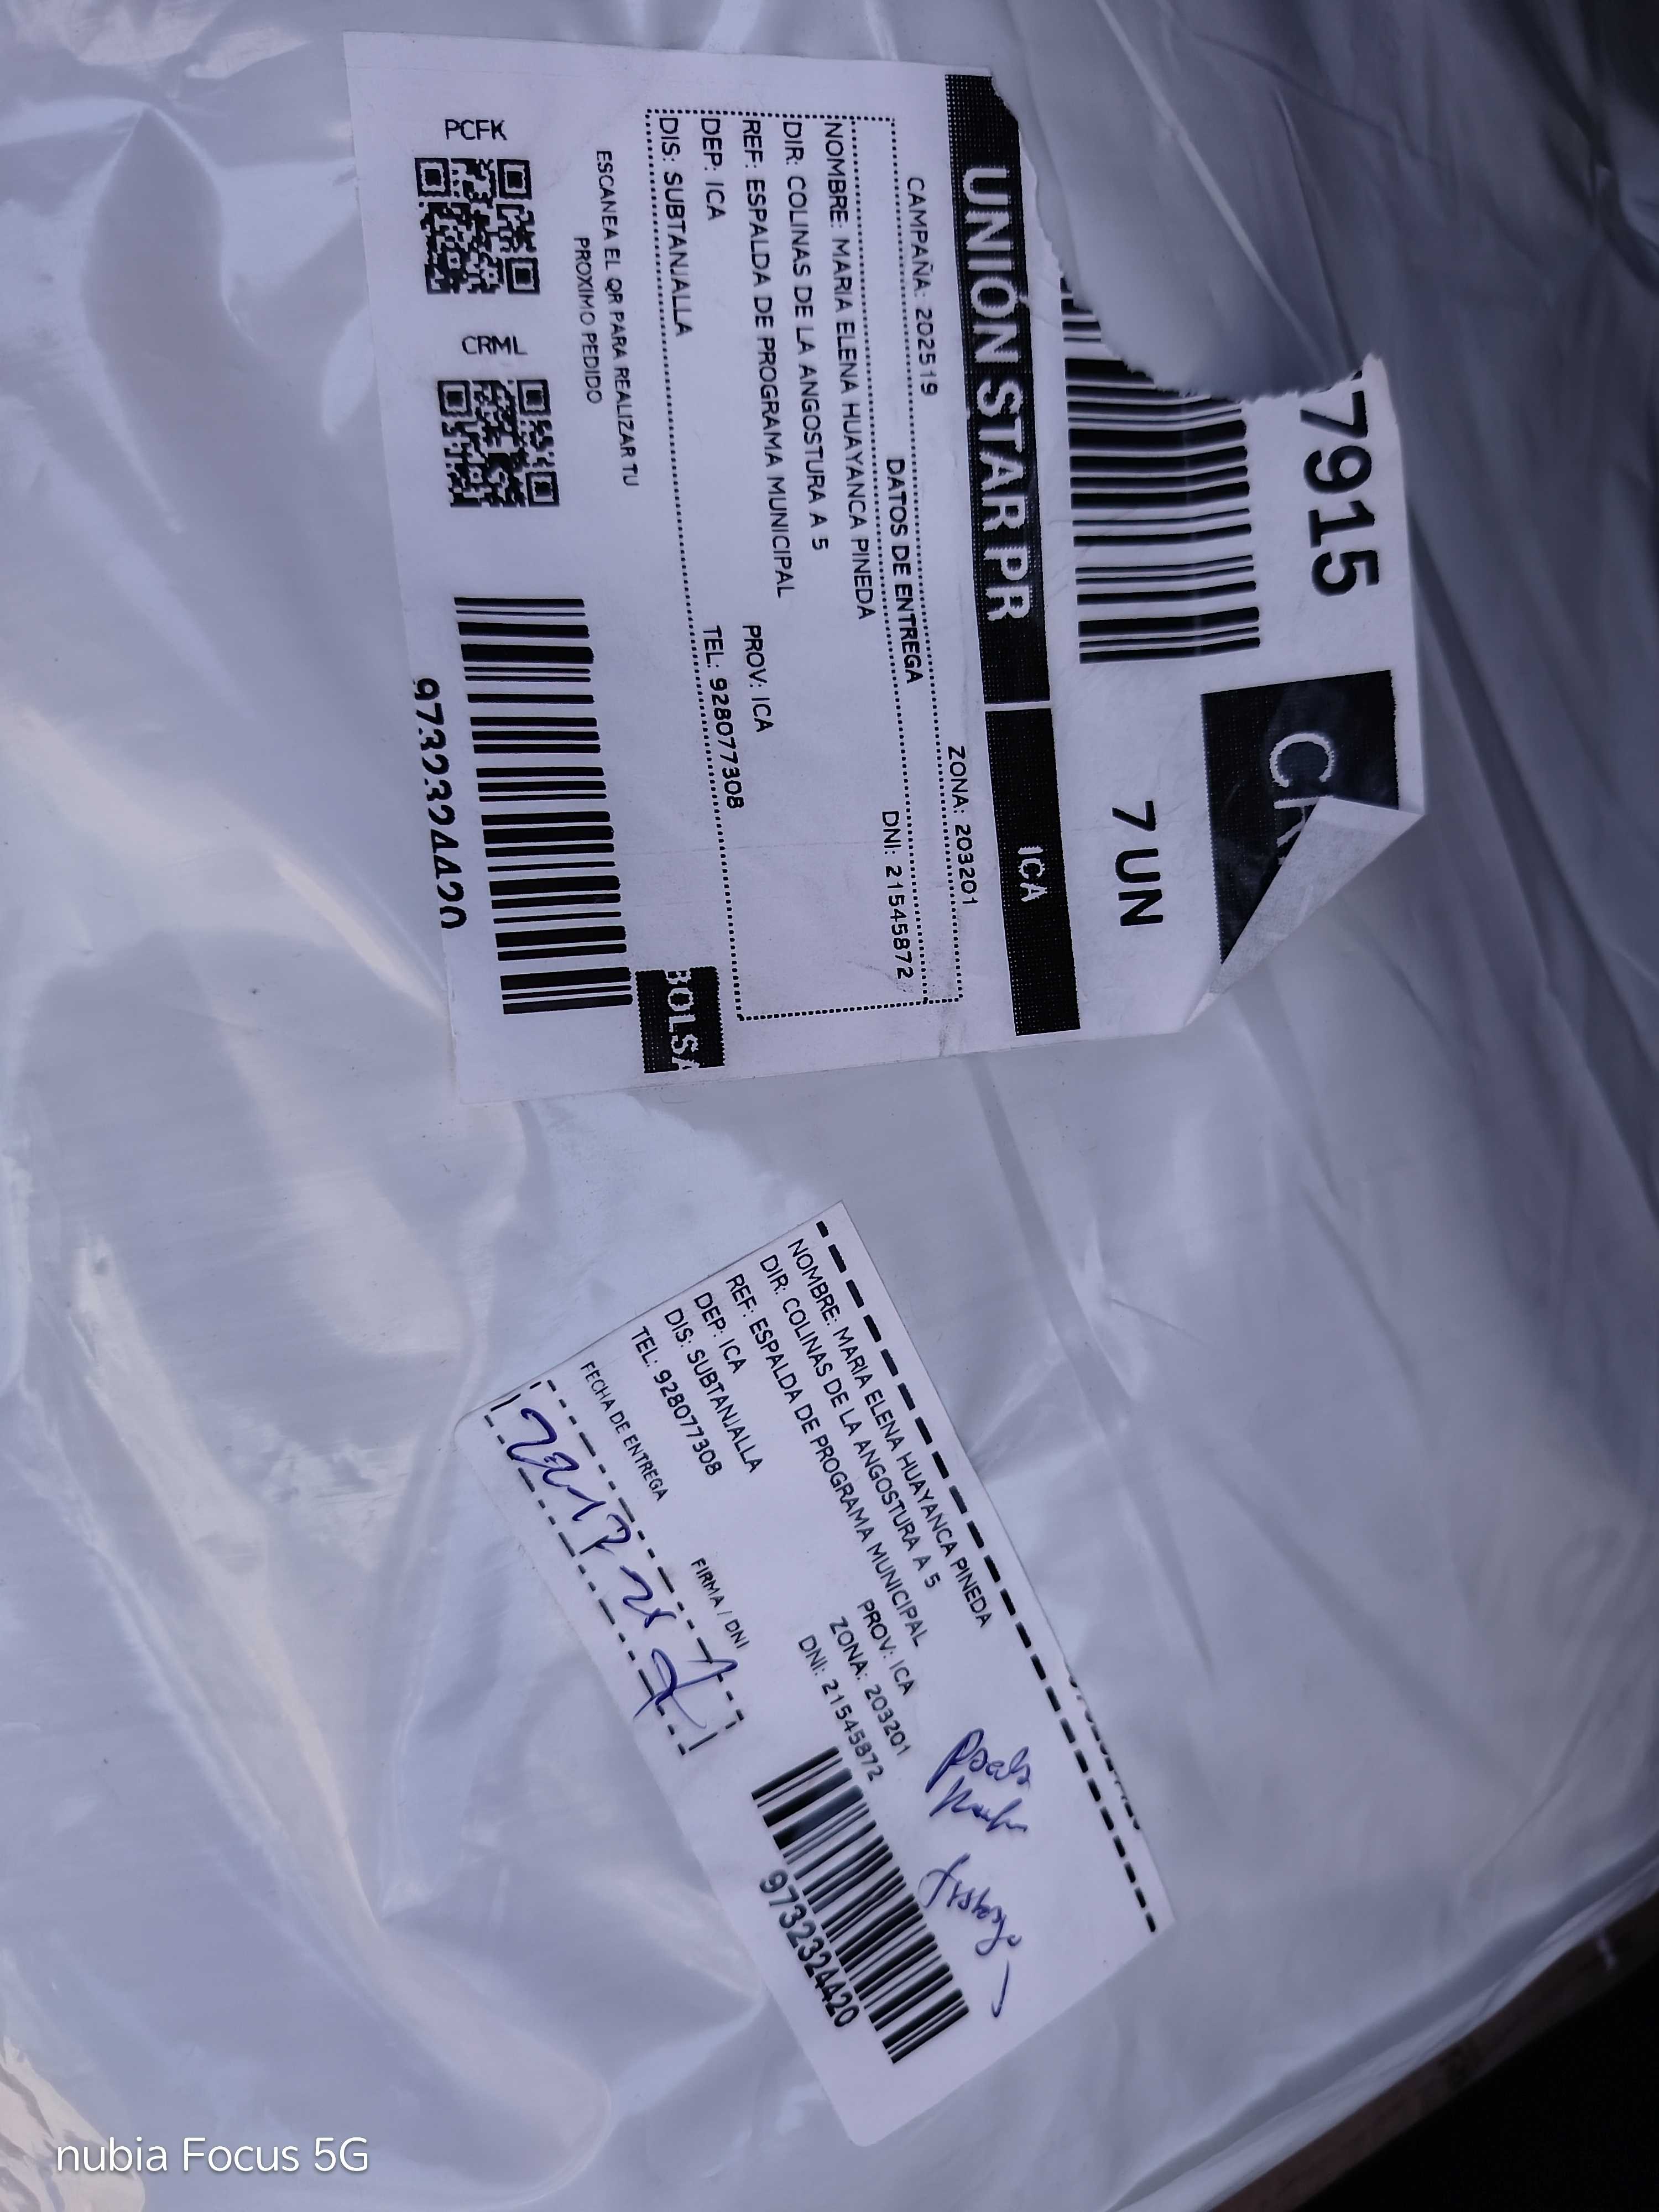 7915
7 UN
UNIÓN STAR PR
ICA
CAMPAÑA: 202519
ZONA: 203201
DATOS DE ENTREGA
DNI: 21545872
NOMBRE: MARIA ELENA HUAYANCA PINEDA
DIR: COLINAS DE LA ANGOSTURA A 5
REF: ESPALDA DE PROGRAMA MUNICIPAL
PROV: ICA
DEP: ICA
TEL: 928077308
DIS: SUBTANJALLA
BOLSA
ESCANEA EL QR PARA REALIZAR TU
PROXIMO PEDIDO
PCFK
CRML
9732324420
NOMBRE: MARIA ELENA HUAYANCA PINEDA
DIR: COLINAS DE LA ANGOSTURA A 5
REF: ESPALDA DE PROGRAMA MUNICIPAL
DEP: ICA
PROV: ICA
DIS: SUBTANJALLA
ZONA: 203201
TEL: 928077308
DNI: 21545872
FECHA DE ENTREGA
FIRMA / DNI
9732324420
nubia Focus 5G